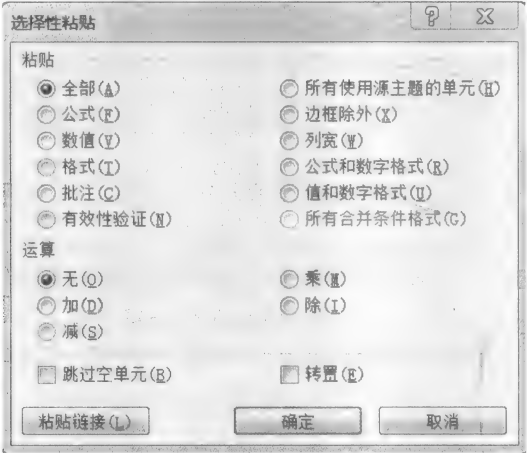 选择性粘贴
粘贴
全部(A) 所有使用源主题的单元(H)
公式(F) 边框除外(X)
数值(V) 列宽(W)
格式(T) 公式和数字格式(R)
批注(C) 值和数字格式(U)
有效性验证(N) 所有合并条件格式(G)
运算
无(O) 乘(M)
加(D) 除(I)
减(S)
跳过空单元(B) 转置(E)
粘贴链接(L) 确定 取消